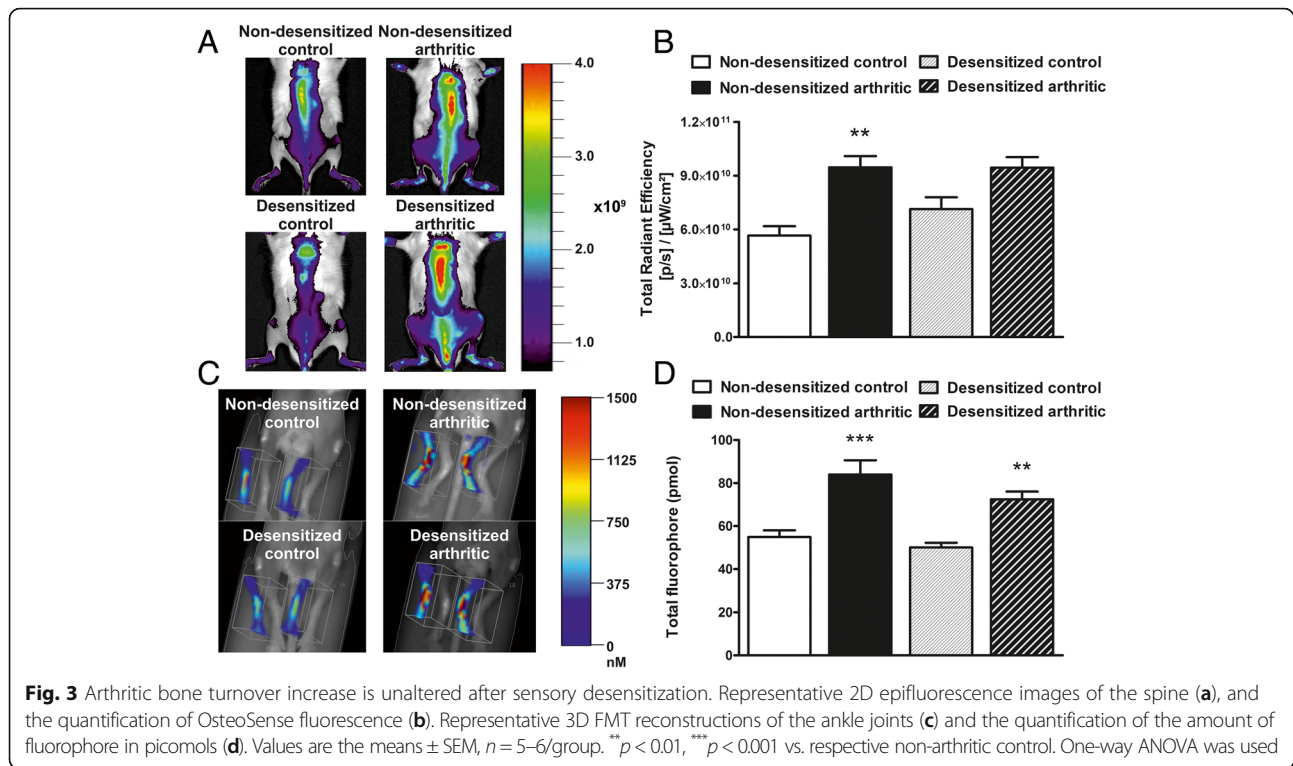 A
Non-desensitized control
Non-desensitized arthritic
Desensitized control
Desensitized arthritic
4.0
3.0
x10⁹
2.0
1.0
B
Non-desensitized control
Desensitized control
Non-desensitized arthritic
Desensitized arthritic
Total Radiant Efficiency
[p/s] / [µW/cm²]
1.2×10¹¹
9.0×10¹⁰
6.0×10¹⁰
3.0×10¹⁰
0.0
**
C
Non-desensitized control
Non-desensitized arthritic
Desensitized control
Desensitized arthritic
1500
1125
750
375
0
nM
D
Non-desensitized control
Desensitized control
Non-desensitized arthritic
Desensitized arthritic
Total fluorophore (pmol)
100
80
60
40
20
0
***
**
Fig. 3 Arthritic bone turnover increase is unaltered after sensory desensitization. Representative 2D epifluorescence images of the spine (a), and
the quantification of OsteoSense fluorescence (b). Representative 3D FMT reconstructions of the ankle joints (c) and the quantification of the amount of
fluorophore in picomols (d). Values are the means ± SEM, n = 5–6/group. **p < 0.01, ***p < 0.001 vs. respective non-arthritic control. One-way ANOVA was used